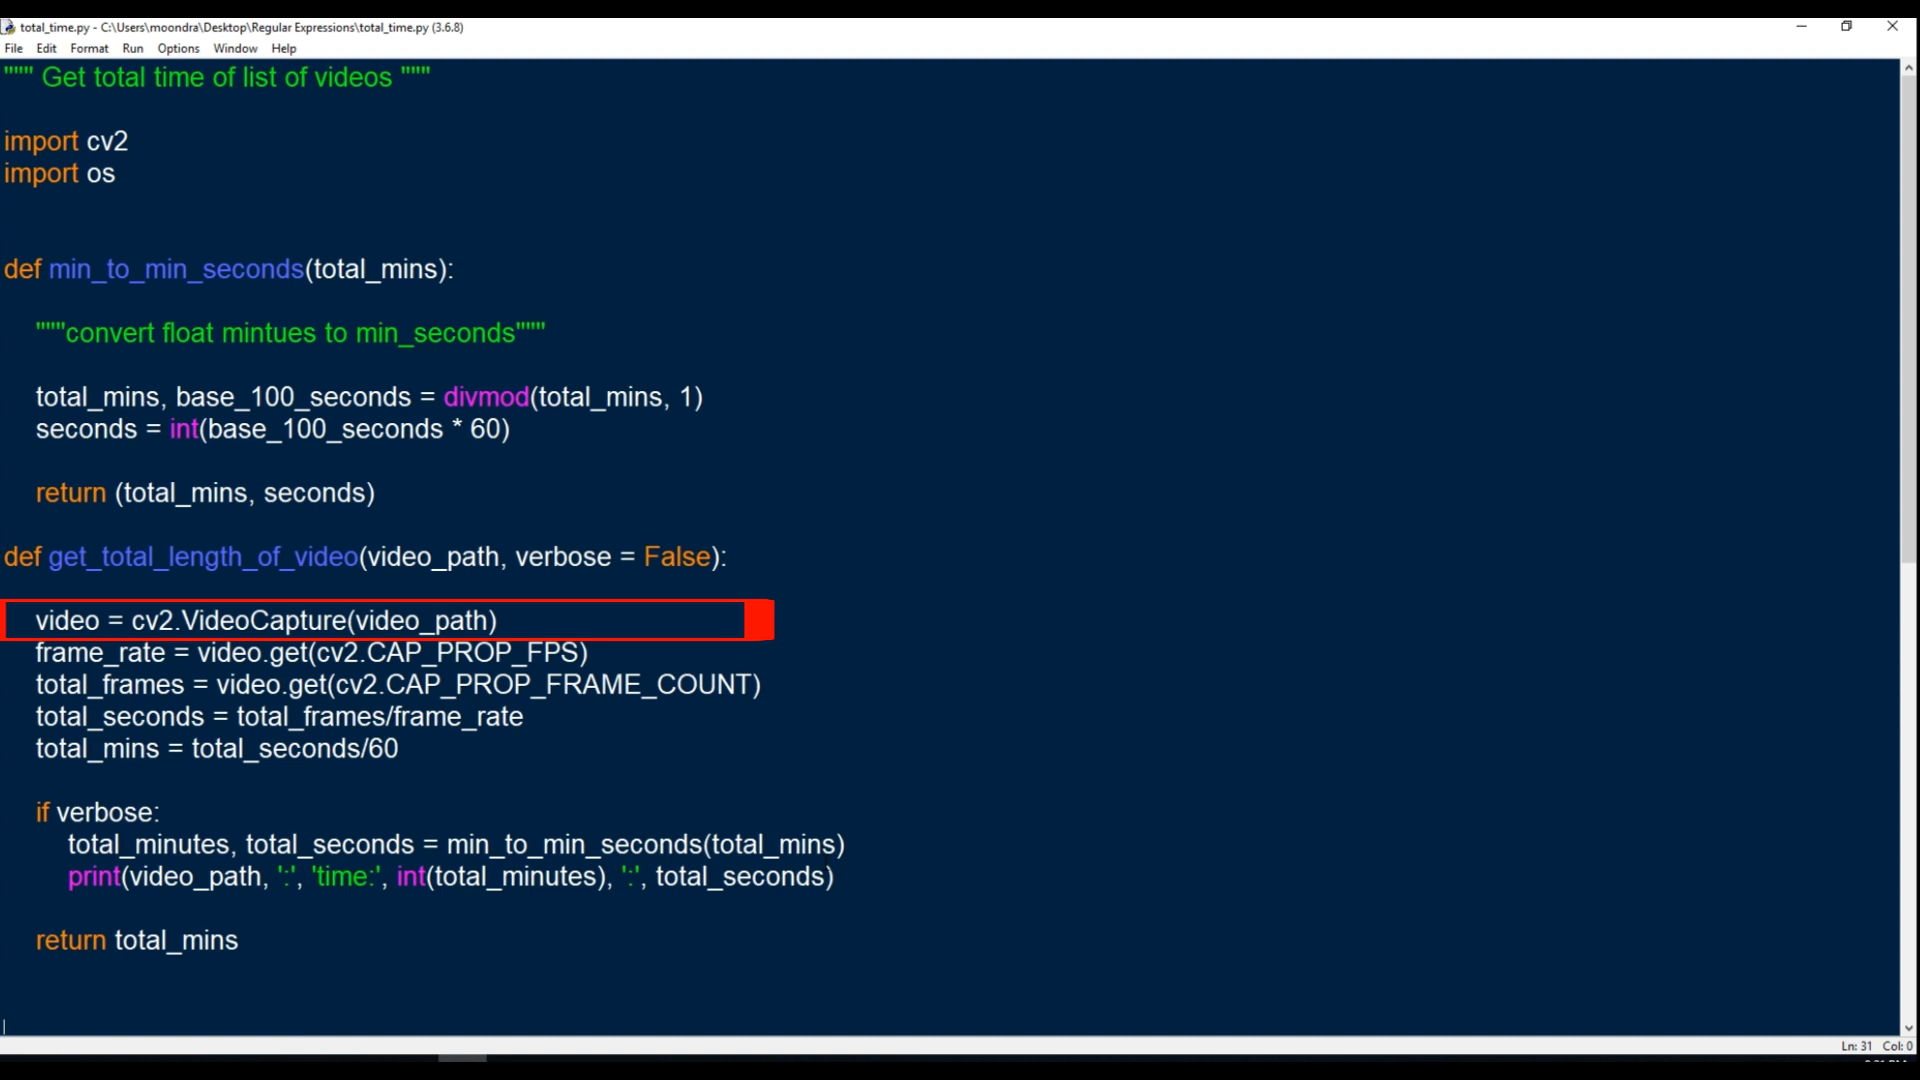 total_time.py - C:\Users\moondra\Desktop\Regular Expressions\total_time.py (3.6.8)
File Edit Format Run Options Window Help
""" Get total time of list of videos """
import cv2
import os
def min_to_min_seconds(total_mins):
"""convert float mintues to min_seconds"""
total_mins, base_100_seconds = divmod(total_mins, 1)
seconds = int(base_100_seconds * 60)
return (total_mins, seconds)
def get_total_length_of_video(video_path, verbose = False):
video = cv2.VideoCapture(video_path)
frame_rate = video.get(cv2.CAP_PROP_FPS)
total_frames = video.get(cv2.CAP_PROP_FRAME_COUNT)
total_seconds = total_frames/frame_rate
total_mins = total_seconds/60
if verbose:
total_minutes, total_seconds = min_to_min_seconds(total_mins)
print(video_path, ':', 'time:', int(total_minutes), ':', total_seconds)
return total_mins
Ln: 31 Col: 0